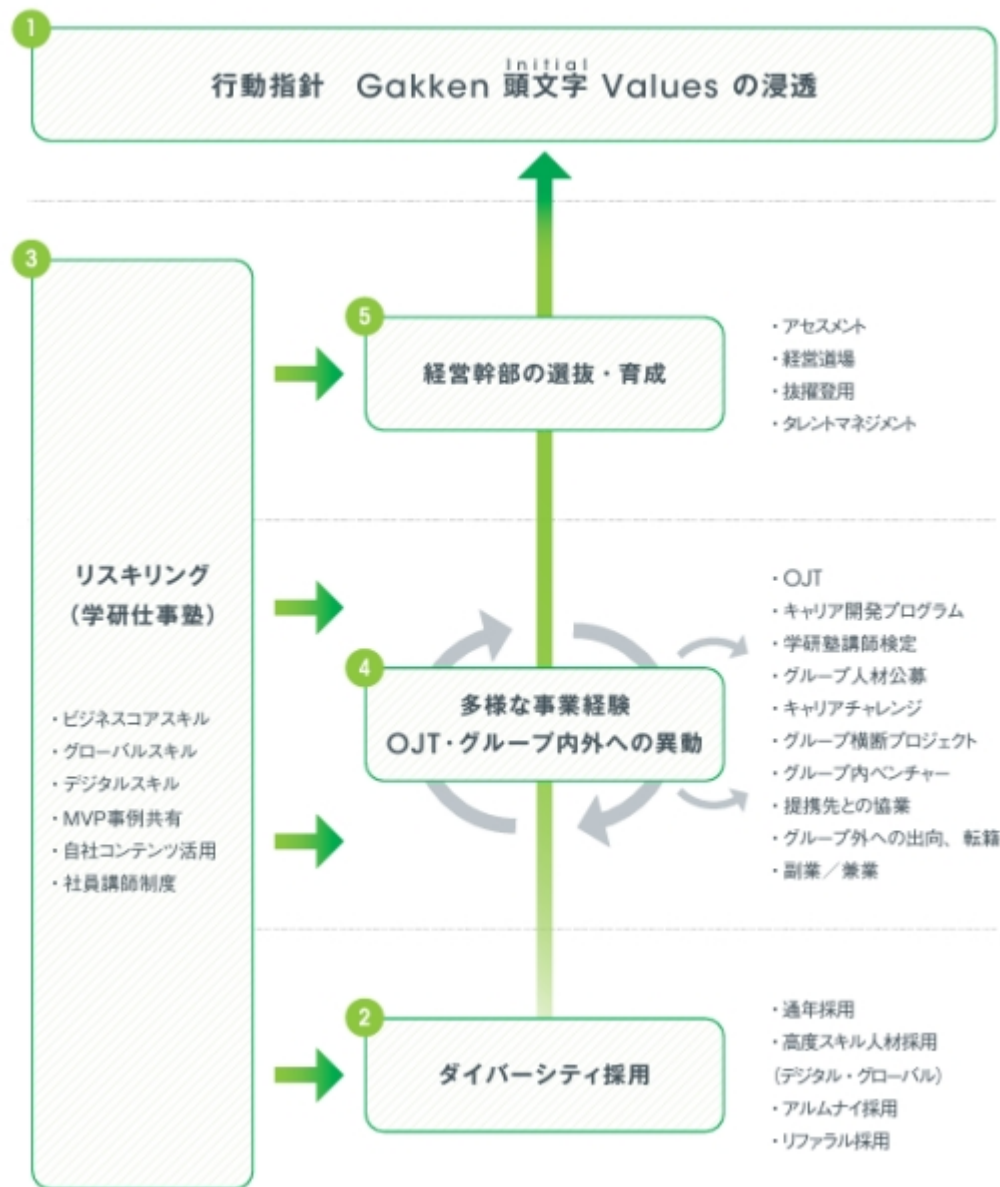 1
Initial
行動指針 Gakken 頭文字 Values の浸透
3
リスキリング
（学研仕事塾）
・ビジネスコアスキル
・グローバルスキル
・デジタルスキル
・MVP事例共有
・自社コンテンツ活用
・社員講師制度
5
経営幹部の選抜・育成
・アセスメント
・経営道場
・抜擢登用
・タレントマネジメント
4
多様な事業経験
OJT・グループ内外への異動
・OJT
・キャリア開発プログラム
・学研塾講師検定
・グループ人材公募
・キャリアチャレンジ
・グループ横断プロジェクト
・グループ内ベンチャー
・提携先との協業
・グループ外への出向、転籍
・副業／兼業
2
ダイバーシティ採用
・通年採用
・高度スキル人材採用
（デジタル・グローバル）
・アルムナイ採用
・リファラル採用